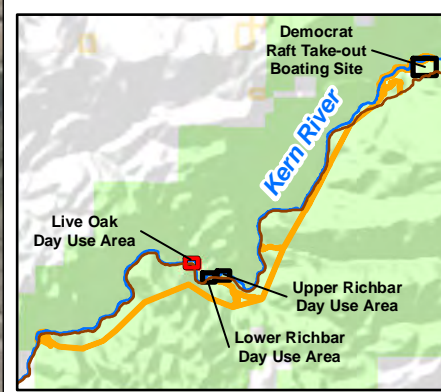 Democrat
Raft Take-out
Boating Site
Kern River
Live Oak
Day Use Area
Upper Richbar
Day Use Area
Lower Richbar
Day Use Area